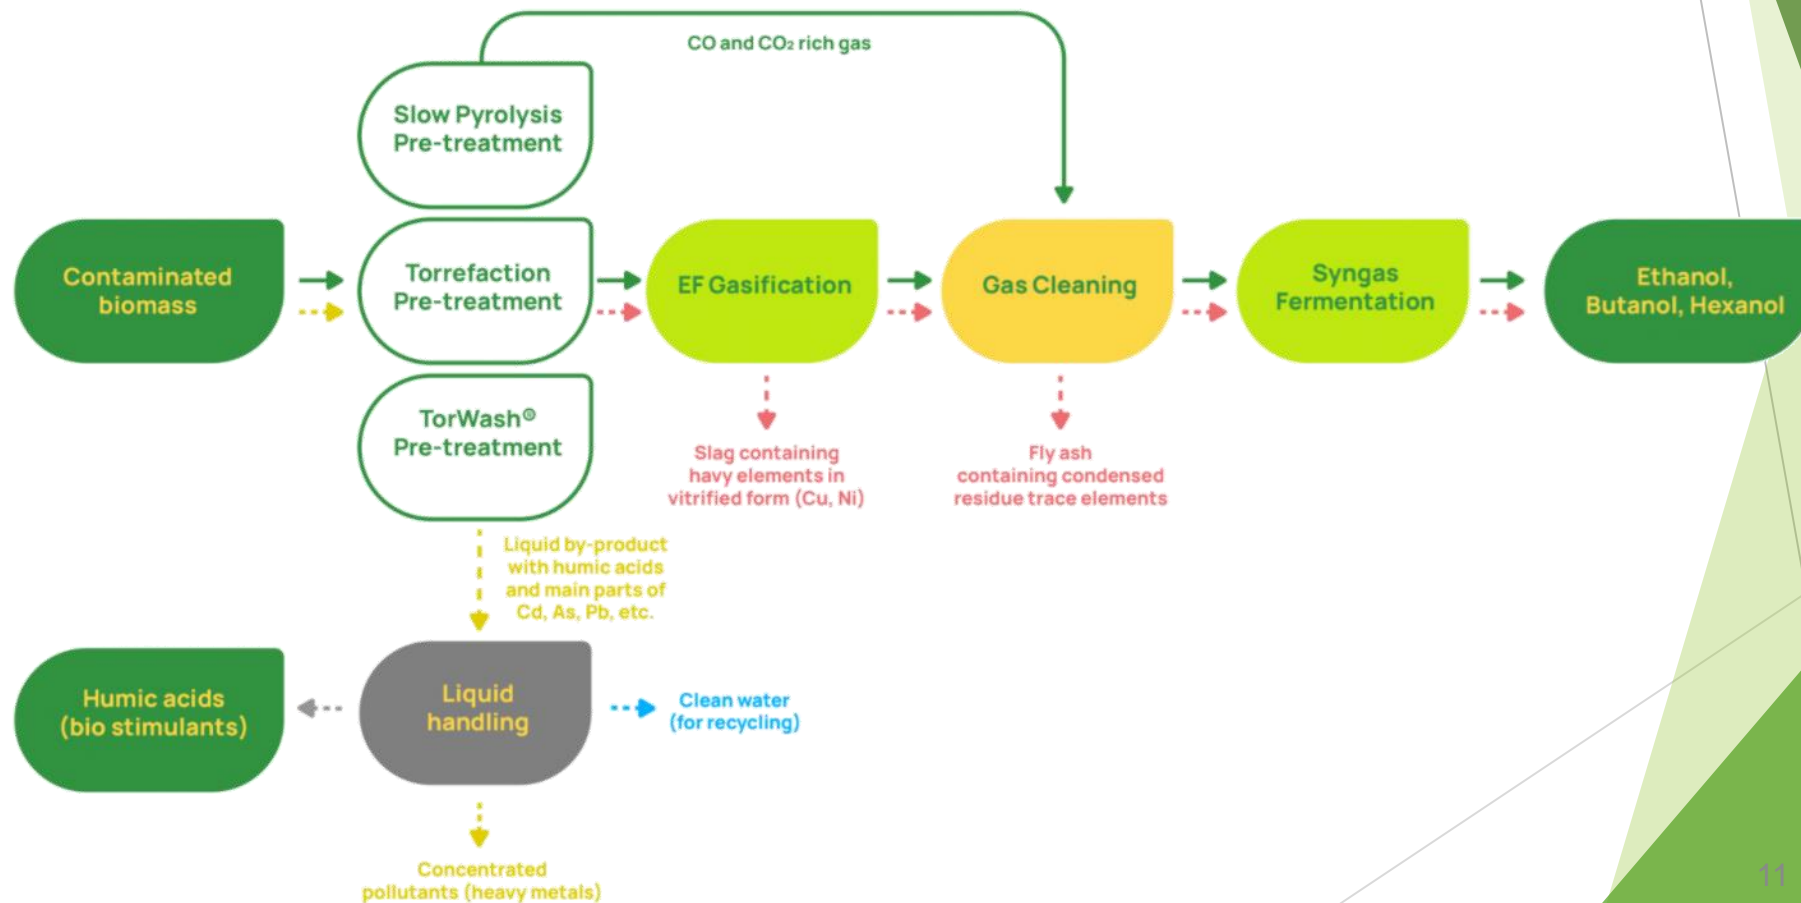 CO and CO₂ rich gas
Slow Pyrolysis
Pre-treatment
Contaminated
biomass
Torrefaction
Pre-treatment
EF Gasification
Gas Cleaning
Syngas
Fermentation
Ethanol,
Butanol, Hexanol
TorWash®
Pre-treatment
Slag containing
havy elements in
vitrified form (Cu, Ni)
Fly ash
containing condensed
residue trace elements
Liquid by-product
with humic acids
and main parts of
Cd, As, Pb, etc.
Humic acids
(bio stimulants)
Liquid
handling
Clean water
(for recycling)
Concentrated
pollutants (heavy metals)
11